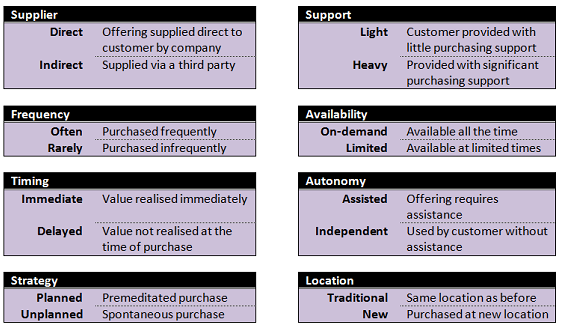 Supplier
Direct Offering supplied direct to
customer by company
Indirect Supplied via a third party
Support
Light Customer provided with
little purchasing support
Heavy Provided with significant
purchasing support
Frequency
Often Purchased frequently
Rarely Purchased infrequently
Availability
On-demand Available all the time
Limited Available at limited times
Timing
Immediate Value realised immediately
Delayed Value not realised at the
time of purchase
Autonomy
Assisted Offering requires
assistance
Independent Used by customer without
assistance
Strategy
Planned Premeditated purchase
Unplanned Spontaneous purchase
Location
Traditional Same location as before
New Purchased at new location